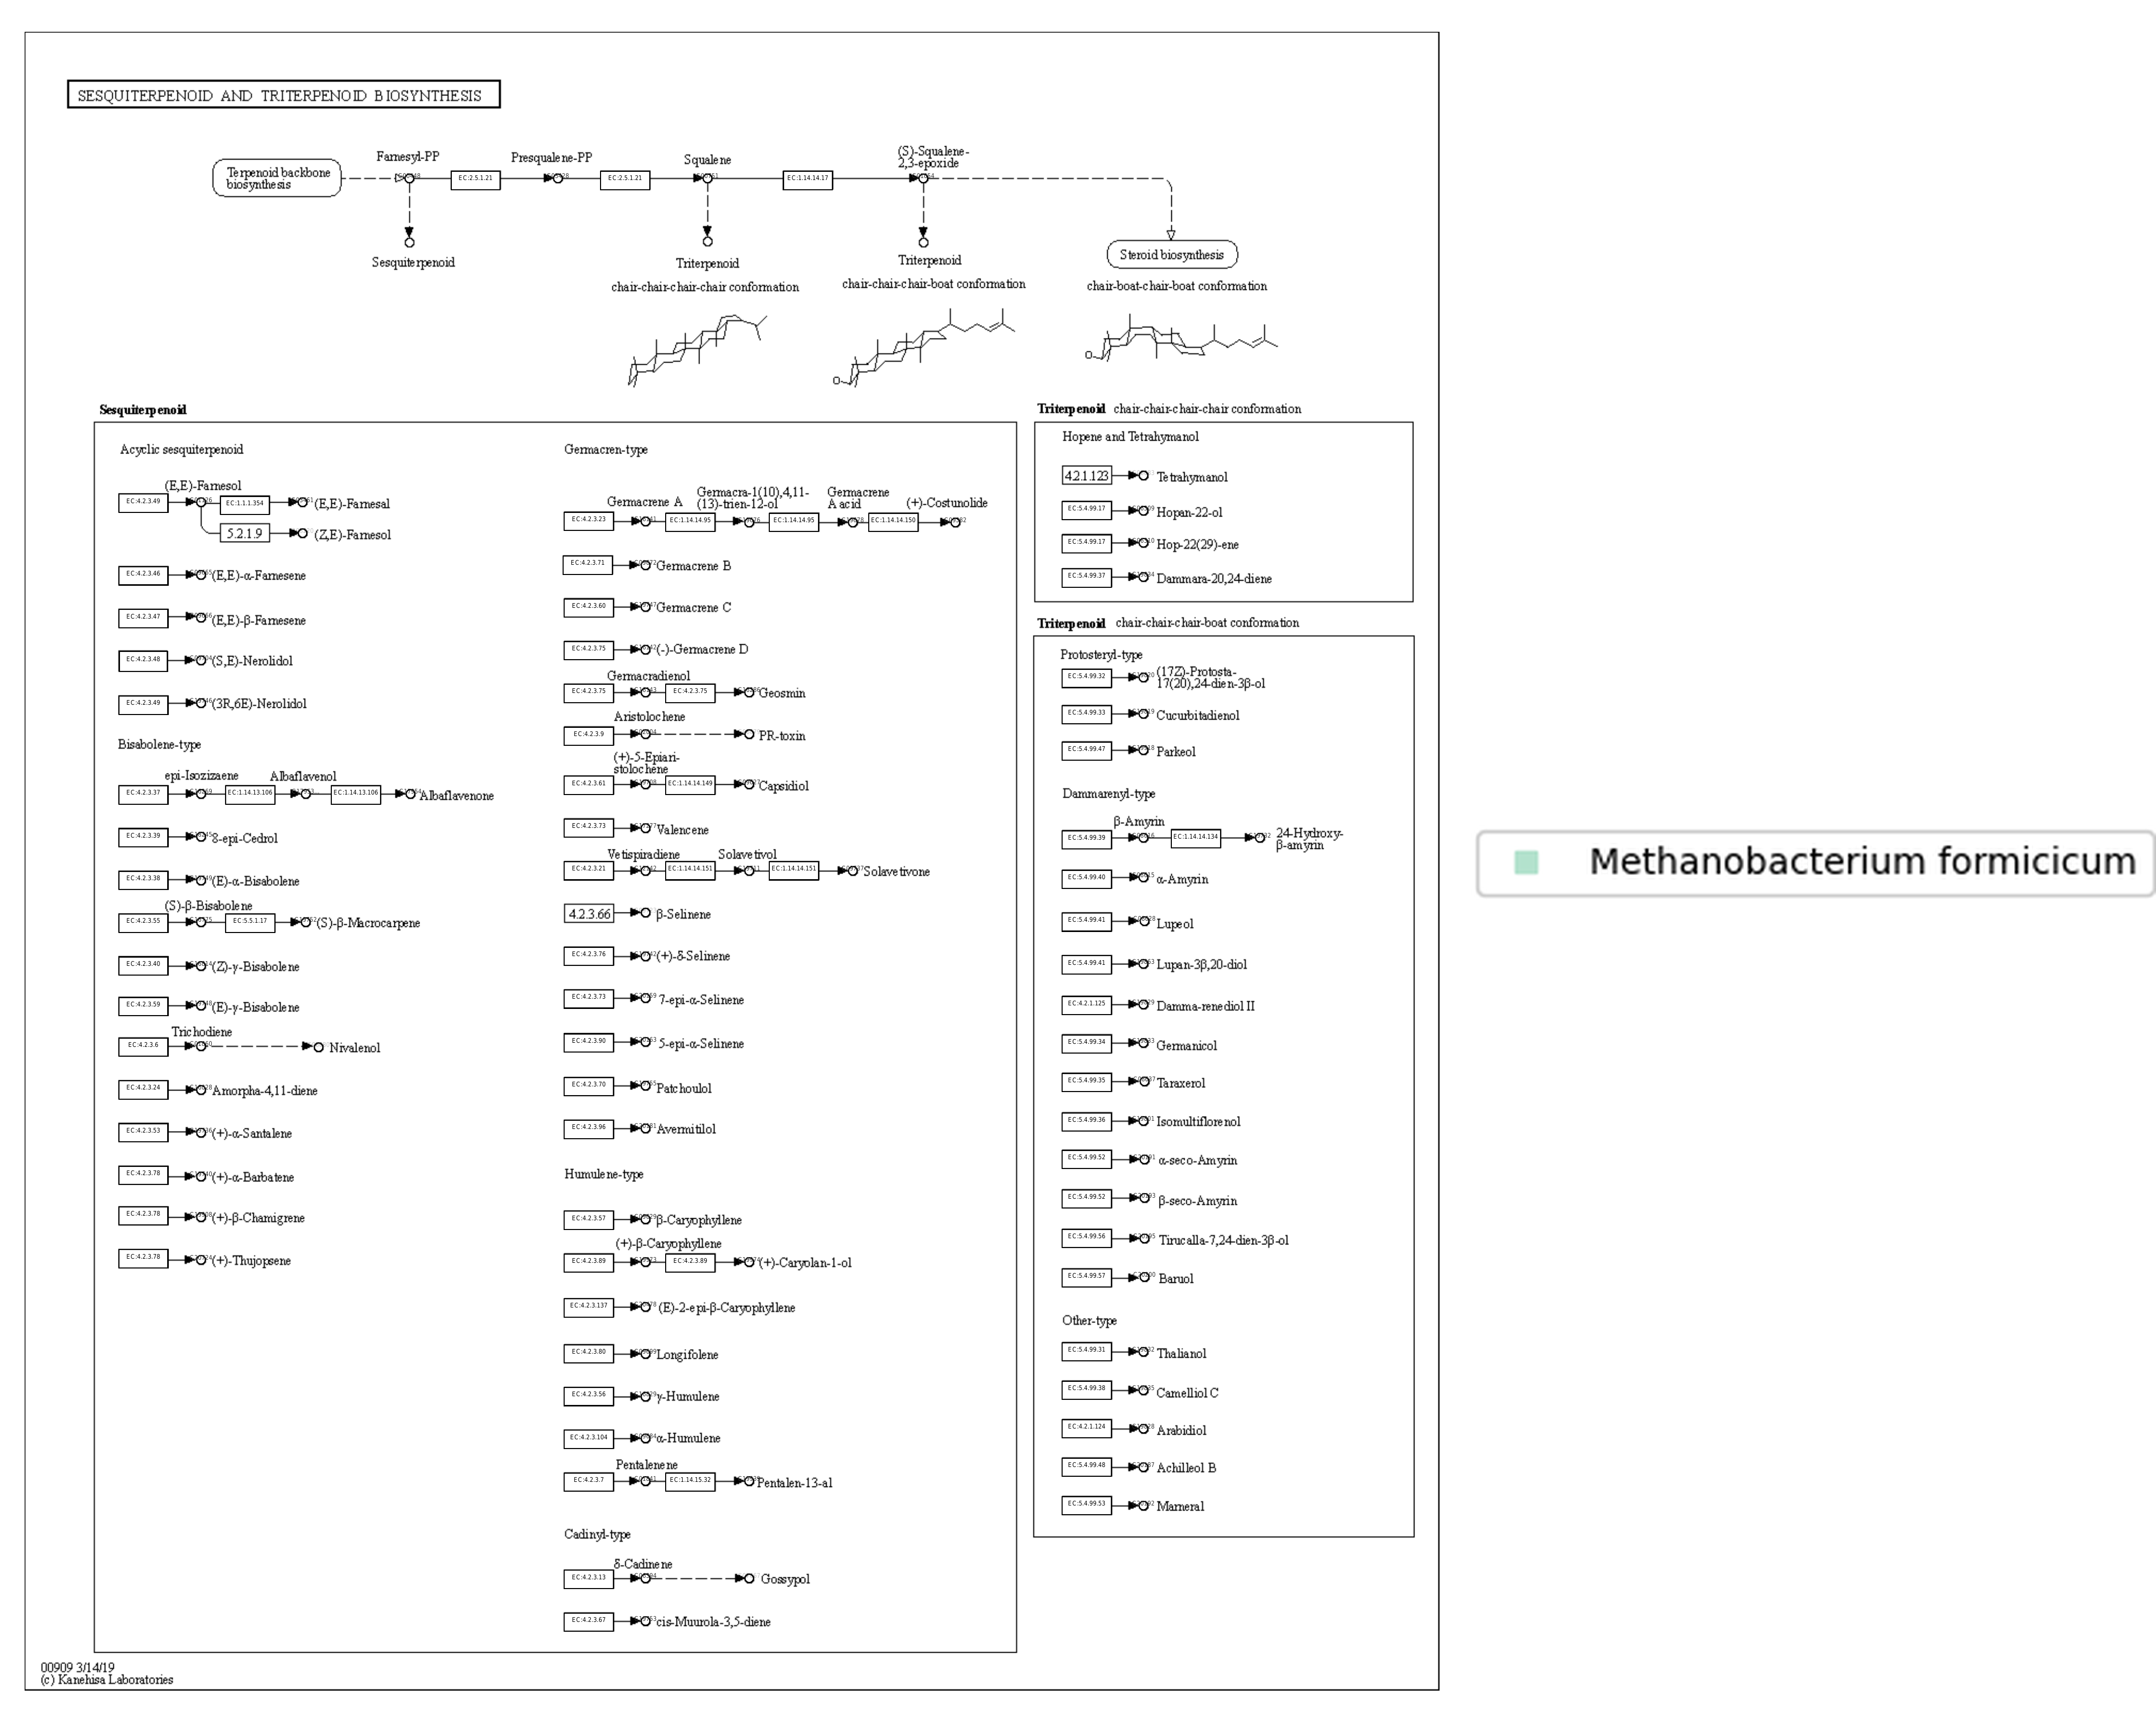 SESQUITERPENOID AND TRITERPENOID BIOSYNTHESIS
Farnesyl-PP
Presqualene-PP
Squalene
(S)-Squalene-
2,3-epoxide
Terpenoid backbone
biosynthesis
EC:2.5.1.21
EC:2.5.1.21
EC:1.14.14.17
Sesquiterpenoid
Triterpenoid
chair-chair-chair-chair conformation
Triterpenoid
chair-chair-chair-boat conformation
Steroid biosynthesis
chair-boat-chair-boat conformation
O
O
O
Sesquiterpenoid
Acyclic sesquiterpenoid
(E,E)-Farnesol
EC:4.2.3.49
EC:1.1.1.354
(E,E)-Farnesal
5.2.1.9
(Z,E)-Farnesol
EC:4.2.3.46
(E,E)-α-Farnesene
EC:4.2.3.47
(E,E)-β-Farnesene
EC:4.2.3.48
(S,E)-Nerolidol
EC:4.2.3.49
(3R,6E)-Nerolidol
Bisabolene-type
epi-Isozizaene
Albaflavenol
EC:4.2.3.37
EC:1.14.13.106
EC:1.14.13.106
Albaflavenone
EC:4.2.3.39
8-epi-Cedrol
EC:4.2.3.38
(E)-α-Bisabolene
(S)-β-Bisabolene
EC:4.2.3.55
EC:5.5.1.17
(S)-β-Macrocarpene
EC:4.2.3.40
(Z)-γ-Bisabolene
EC:4.2.3.59
(E)-γ-Bisabolene
Trichodiene
EC:4.2.3.6
Nivalenol
EC:4.2.3.24
Amorpha-4,11-diene
EC:4.2.3.53
(+)-α-Santalene
EC:4.2.3.78
(+)-α-Barbatene
EC:4.2.3.78
(+)-β-Chamigrene
EC:4.2.3.78
(+)-Thujopsene
Germacren-type
Germacrene A
Germacra-1(10),4,11-
(13)-trien-12-ol
Germacrene
A acid
(+)-Costunolide
EC:4.2.3.23
EC:1.14.14.95
EC:1.14.14.95
EC:1.14.14.150
EC:4.2.3.71
Germacrene B
EC:4.2.3.60
Germacrene C
EC:4.2.3.75
(-)-Germacrene D
Germacradienol
EC:4.2.3.75
EC:4.2.3.75
Geosmin
Aristolochene
EC:4.2.3.9
PR-toxin
(+)-5-Epiari-
stolochene
EC:4.2.3.61
EC:1.14.14.149
Capsidiol
EC:4.2.3.73
Valencene
Vetispiradiene
Solavetivol
EC:4.2.3.21
EC:1.14.14.151
EC:1.14.14.151
Solavetivone
4.2.3.66
β-Selinene
EC:4.2.3.76
(+)-δ-Selinene
EC:4.2.3.73
7-epi-α-Selinene
EC:4.2.3.90
5-epi-α-Selinene
EC:4.2.3.70
Patchoulol
EC:4.2.3.96
Avermitilol
Humulene-type
EC:4.2.3.57
β-Caryophyllene
(+)-β-Caryophyllene
EC:4.2.3.89
EC:4.2.3.89
(+)-Caryolan-1-ol
EC:4.2.3.137
(E)-2-epi-β-Caryophyllene
EC:4.2.3.80
Longifolene
EC:4.2.3.56
γ-Humulene
EC:4.2.3.104
α-Humulene
Pentalenene
EC:4.2.3.7
EC:1.14.15.32
Pentalen-13-al
Cadinyl-type
δ-Cadinene
EC:4.2.3.13
Gossypol
EC:4.2.3.67
cis-Muurola-3,5-diene
Triterpenoid chair-chair-chair-chair conformation
Hopene and Tetrahymanol
4.2.1.123
Tetrahymanol
EC:5.4.99.17
Hopan-22-ol
EC:5.4.99.17
Hop-22(29)-ene
EC:5.4.99.37
Dammara-20,24-diene
Triterpenoid chair-chair-chair-boat conformation
Protosteryl-type
EC:5.4.99.32
(17Z)-Protosta-
17(20),24-dien-3β-ol
EC:5.4.99.33
Cucurbitadienol
EC:5.4.99.47
Parkeol
Dammarenyl-type
β-Amyrin
EC:5.4.99.39
EC:1.14.14.134
24-Hydroxy-
β-amyrin
EC:5.4.99.40
α-Amyrin
EC:5.4.99.41
Lupeol
EC:5.4.99.41
Lupan-3β,20-diol
EC:4.2.1.125
Damma-renediol II
EC:5.4.99.34
Germanicol
EC:5.4.99.35
Taraxerol
EC:5.4.99.36
Isomultiflorenol
EC:5.4.99.52
α-seco-Amyrin
EC:5.4.99.52
β-seco-Amyrin
EC:5.4.99.56
Tirucalla-7,24-dien-3β-ol
EC:5.4.99.57
Baruol
Other-type
EC:5.4.99.31
Thalianol
EC:5.4.99.38
Camelliol C
EC:4.2.1.124
Arabidiol
EC:5.4.99.48
Achilleol B
EC:5.4.99.53
Marneral
Methanobacterium formicicum
00909 3/14/19
(c) Kanehisa Laboratories